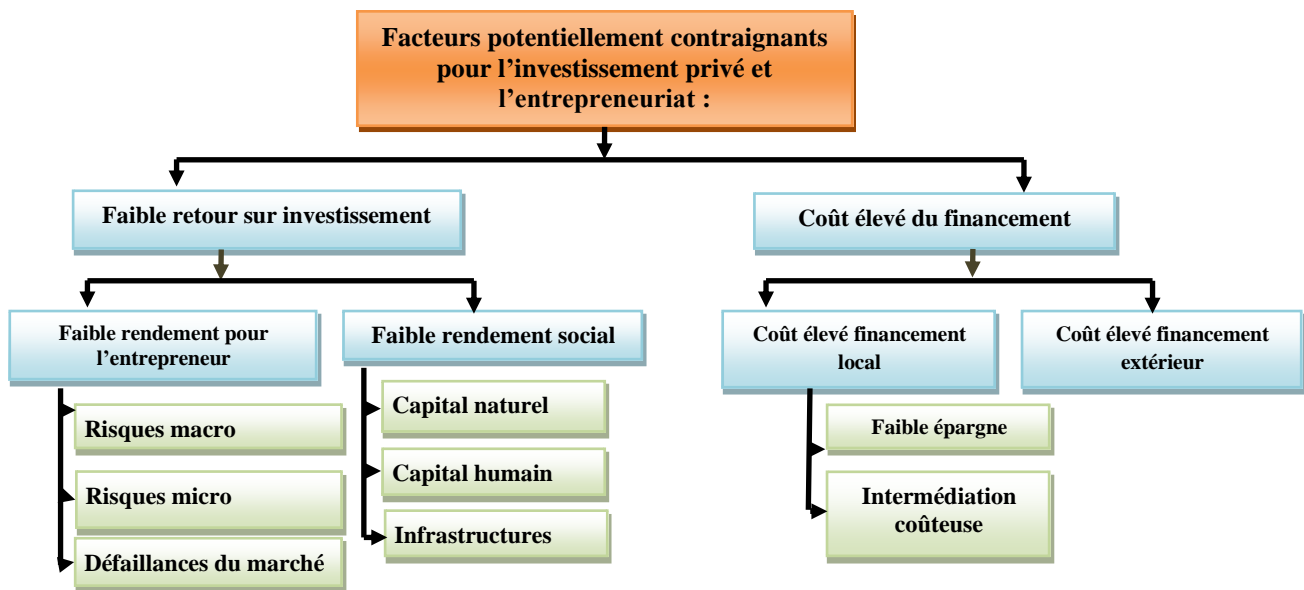 Facteurs potentiellement contraignants
pour l'investissement privé et
l'entrepreneuriat :
Faible retour sur investissement
Coût élevé du financement
Faible rendement pour
l'entrepreneur
Faible rendement social
Coût élevé financement
local
Coût élevé financement
extérieur
Risques macro
Risques micro
Défaillances du marché
Capital naturel
Capital humain
Infrastructures
Faible épargne
Intermédiation
coûteuse